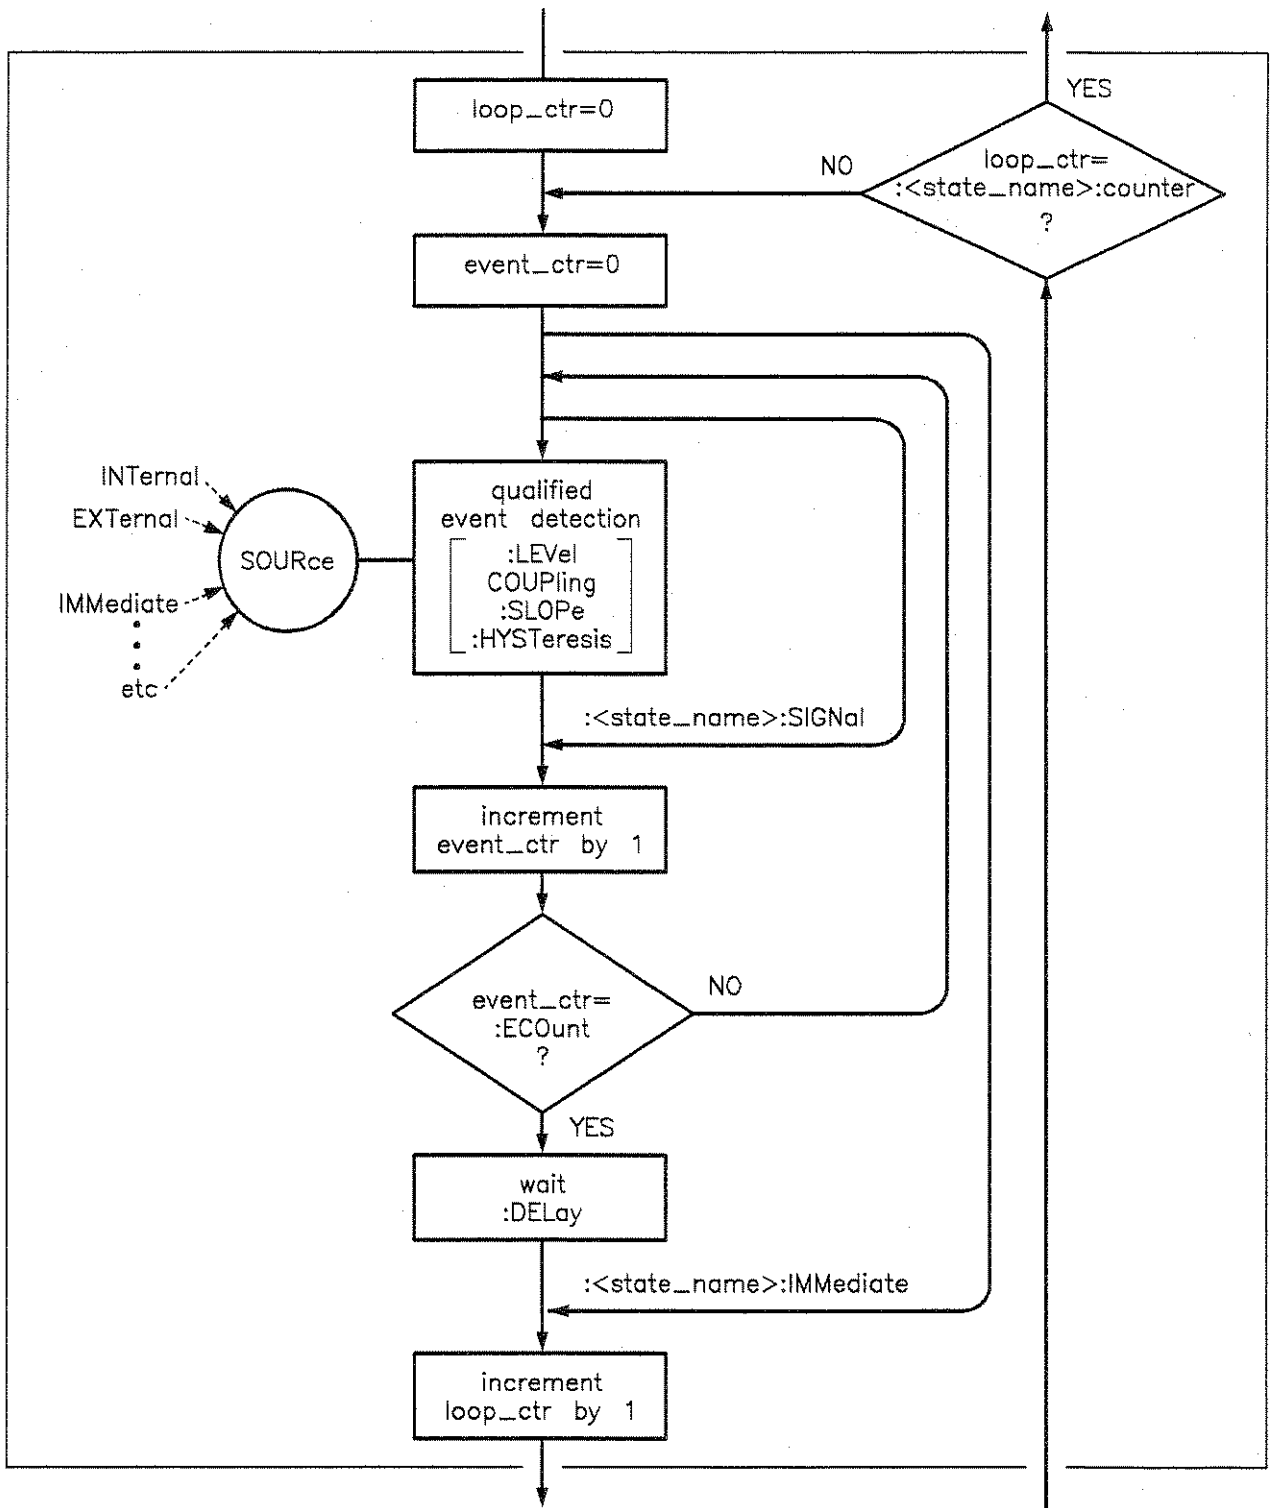 loop_ctr=0
YES
loop_ctr=
:<state_name>:counter
?
NO
event_ctr=0
INTernal
EXTernal
IMMediate
etc
SOURce
qualified
event detection
:LEVel
COUPling
:SLOPe
:HYSTeresis
:<state_name>:SIGNal
increment
event_ctr by 1
event_ctr=
:ECOunt
?
NO
YES
wait
:DELay
:<state_name>:IMMediate
increment
loop_ctr by 1